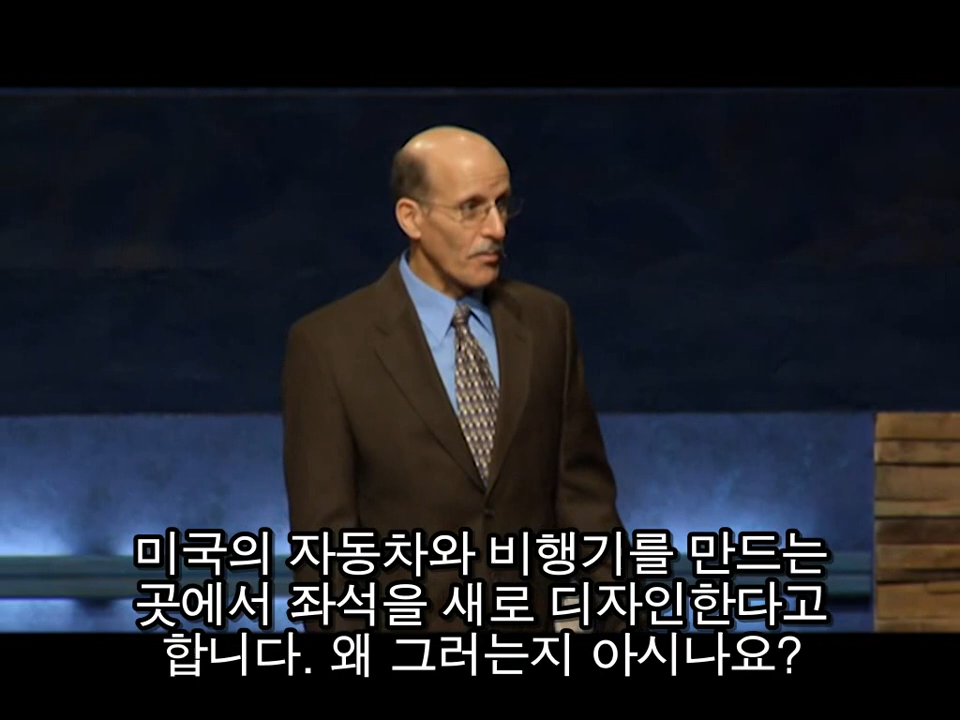 미국의 자동차와 비행기를 만드는
곳에서 좌석을 새로 디자인한다고
합니다. 왜 그러는지 아시나요?